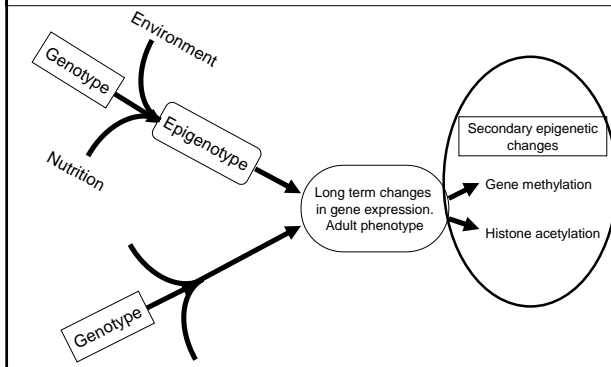 Environment
Genotype
Epigenotype
Nutrition
Long term changes
in gene expression.
Adult phenotype
Secondary epigenetic
changes
Gene methylation
Histone acetylation
Genotype